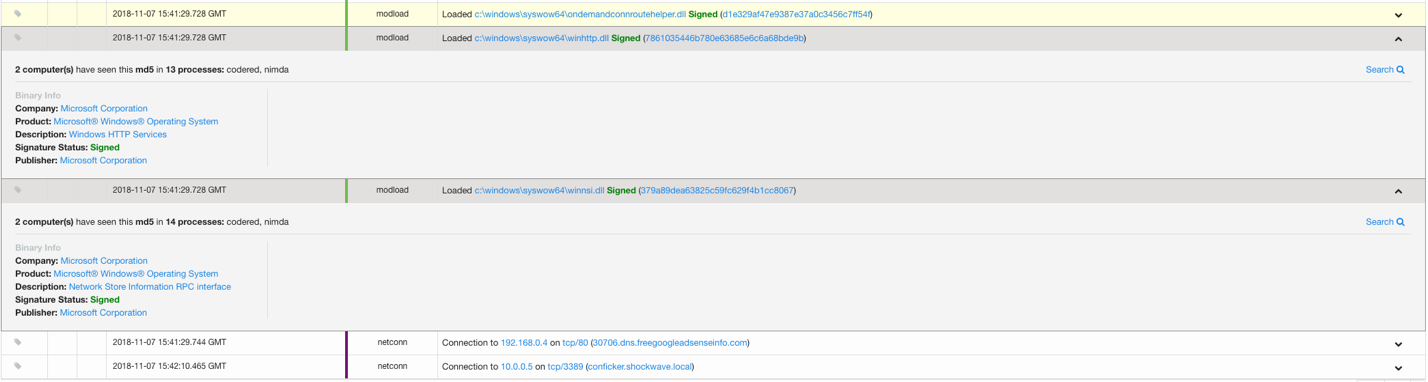 2018-11-07 15:41:29.728 GMT modload Loaded c:\windows\syswow64\ondemandconnroutehelper.dll Signed (d1e329af47e9387e37a0c3456c7ff54f)
2018-11-07 15:41:29.728 GMT modload Loaded c:\windows\syswow64\winhttp.dll Signed (7861035446b780e63685e6c6a68bde9b)
2 computer(s) have seen this md5 in 13 processes: codered, nimda Search
Binary Info
Company: Microsoft Corporation
Product: Microsoft® Windows® Operating System
Description: Windows HTTP Services
Signature Status: Signed
Publisher: Microsoft Corporation
2018-11-07 15:41:29.728 GMT modload Loaded c:\windows\syswow64\winnsi.dll Signed (379a89dea63825c59fc629f4b1cc8067)
2 computer(s) have seen this md5 in 14 processes: codered, nimda Search
Binary Info
Company: Microsoft Corporation
Product: Microsoft® Windows® Operating System
Description: Network Store Information RPC interface
Signature Status: Signed
Publisher: Microsoft Corporation
2018-11-07 15:41:29.744 GMT netconn Connection to 192.168.0.4 on tcp/80 (30706.dns.freegoogleadsenseinfo.com)
2018-11-07 15:42:10.465 GMT netconn Connection to 10.0.0.5 on tcp/3389 (conficker.shockwave.local)